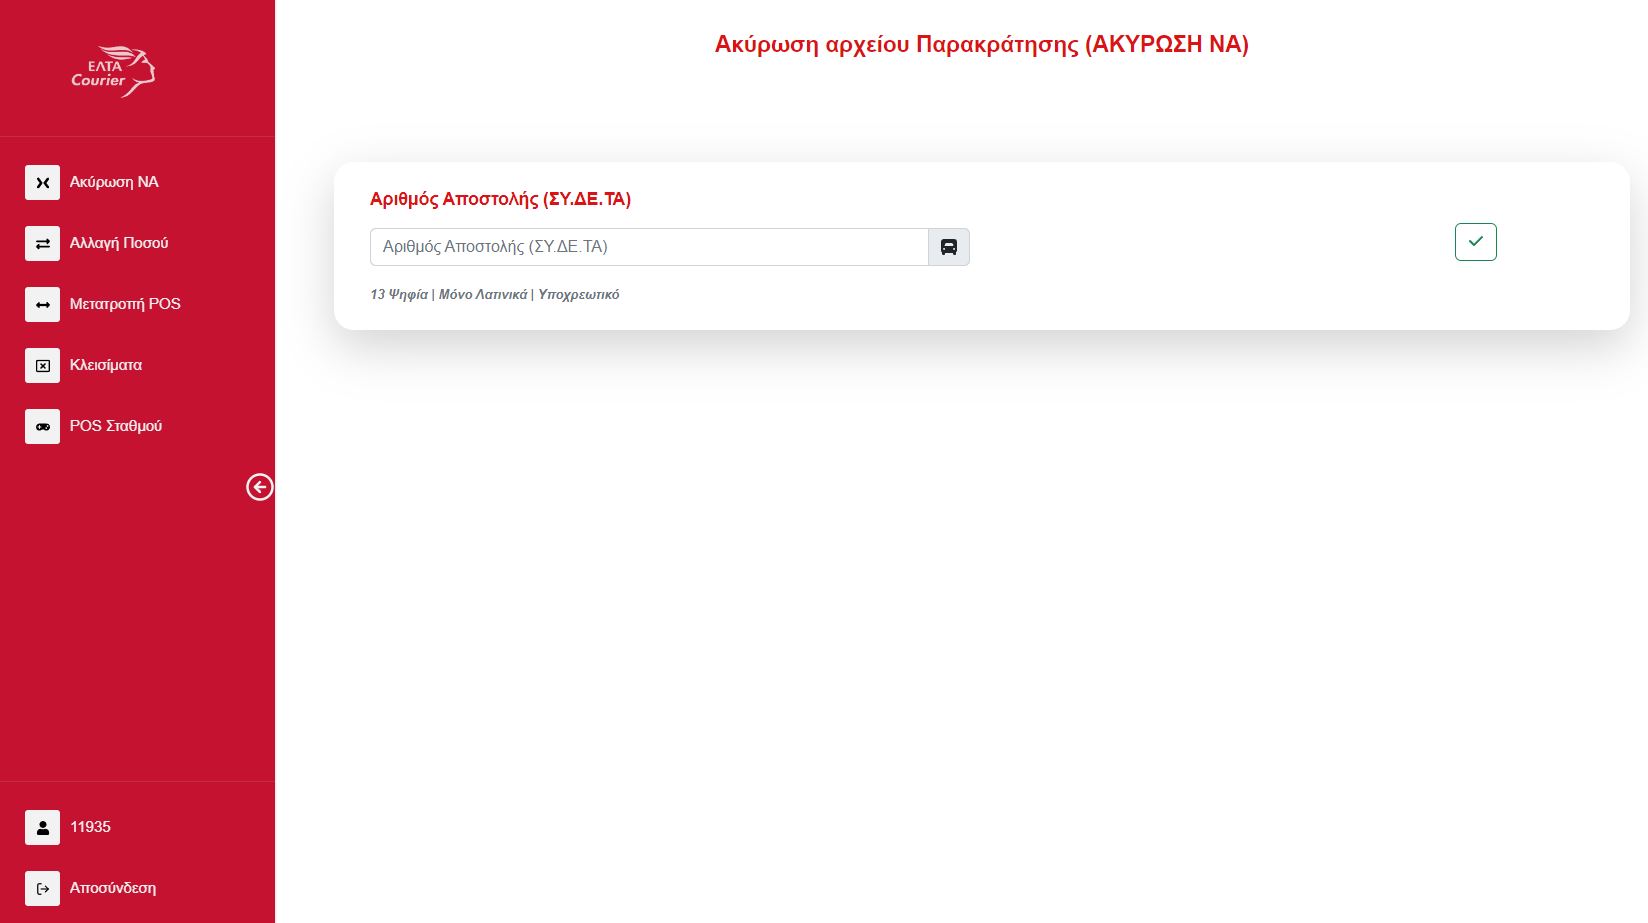 ΕΛΤΑ
Courier
Ακύρωση ΝΑ
Αλλαγή Ποσού
Μετατροπή POS
Κλεισίματα
POS Σταθμού
11935
Αποσύνδεση
Ακύρωση αρχείου Παρακράτησης (ΑΚΥΡΩΣΗ ΝΑ)
Αριθμός Αποστολής (ΣΥ.ΔΕ.ΤΑ)
Αριθμός Αποστολής (ΣΥ.ΔΕ.ΤΑ)
13 Ψηφία | Μόνο Λατινικά | Υποχρεωτικό